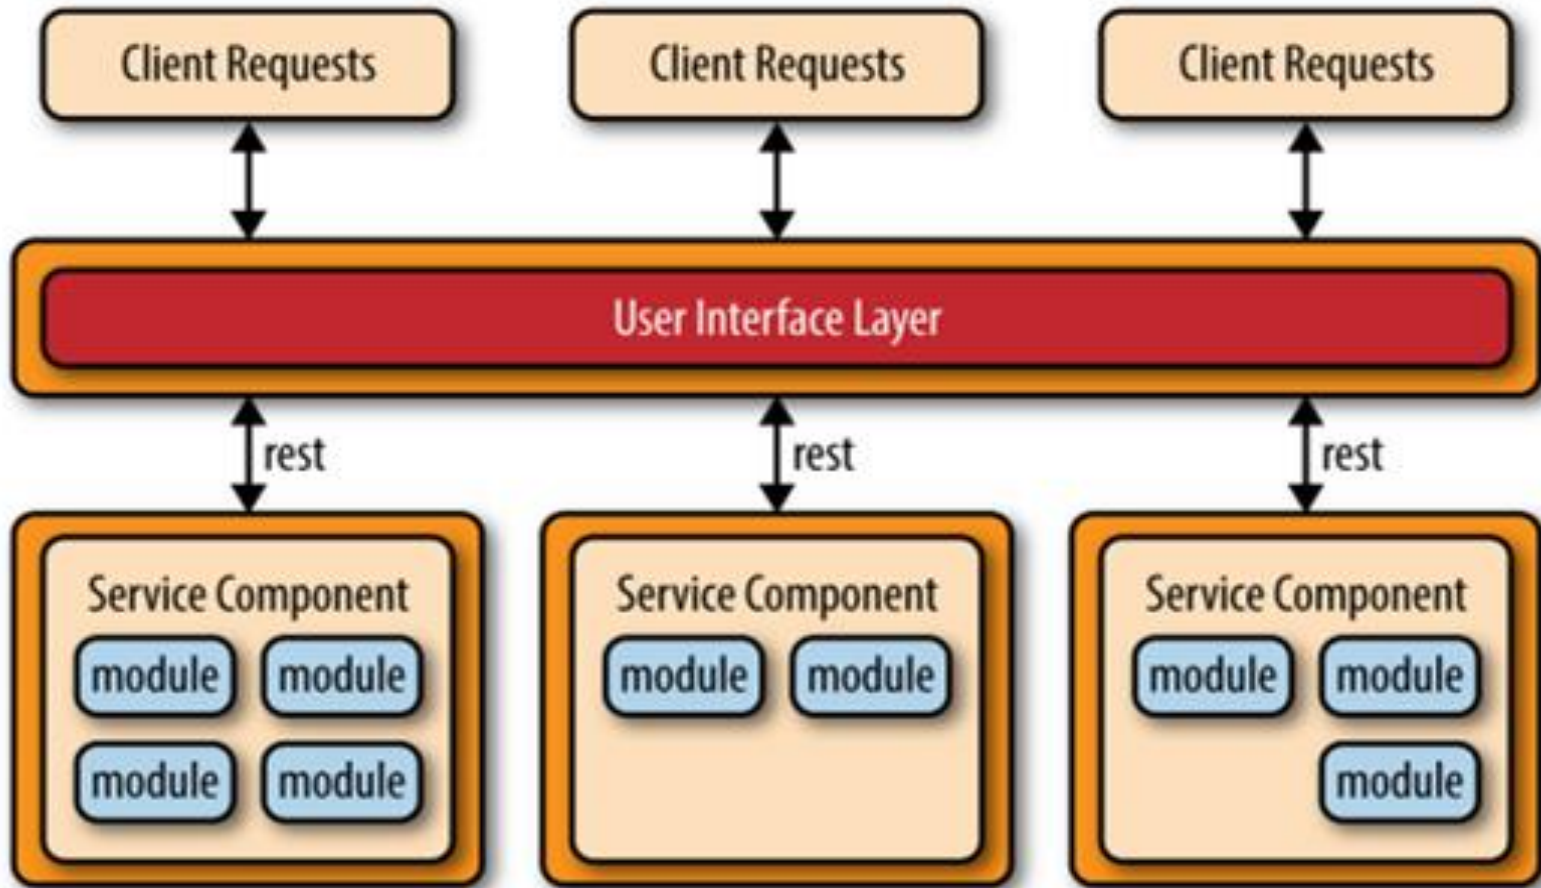 Client Requests
Client Requests
Client Requests
User Interface Layer
rest
rest
rest
Service Component
module
module
module
module
Service Component
module
module
Service Component
module
module
module